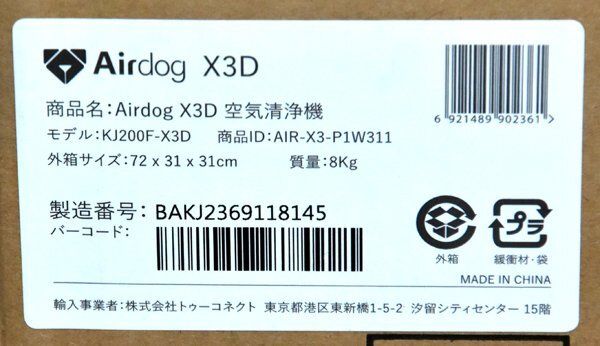 Airdog X3D
6 921489 902361
商品名:Airdog X3D 空気清浄機
モデル:KJ200F-X3D 商品ID:AIR-X3-P1W311
外箱サイズ:72 x 31 x 31cm 質量:8Kg
製造番号:BAKJ2369118145
バーコード:
プラ
外箱 緩衝材・袋
MADE IN CHINA
輸入事業者:株式会社トゥーコネクト 東京都港区東新橋1-5-2 汐留シティセンター 15階